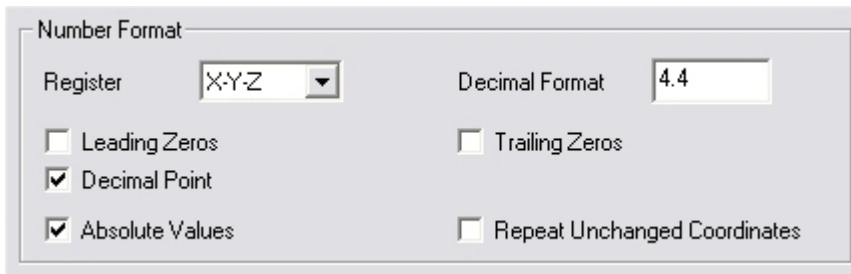 Number Format
Register X-Y-Z Decimal Format 4.4
Leading Zeros Trailing Zeros
Decimal Point
Absolute Values Repeat Unchanged Coordinates